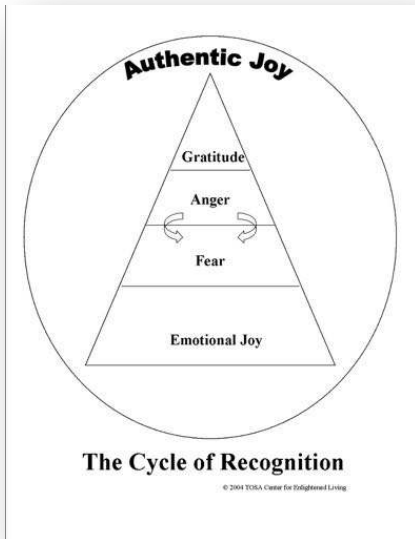 Authentic Joy
Gratitude
Anger
Fear
Emotional Joy
The Cycle of Recognition
© 2004 TOSA Center for Enlightened Living